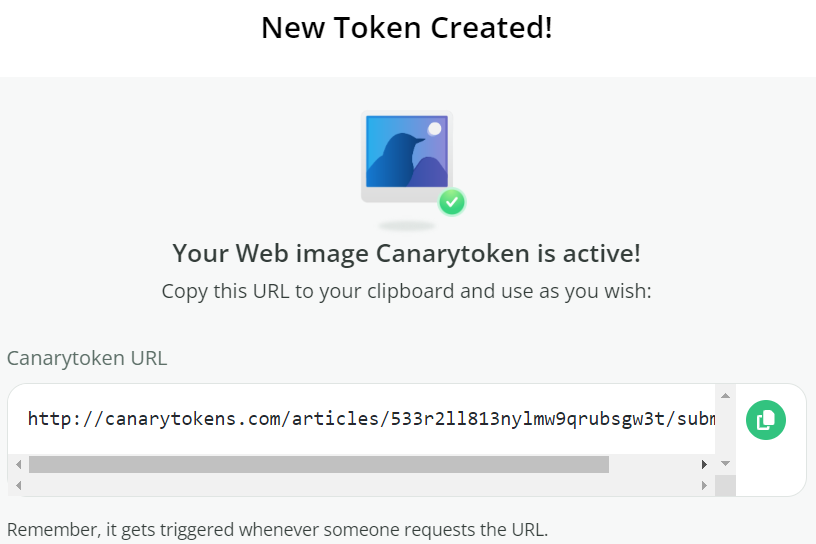 New Token Created!
Your Web image Canarytoken is active!
Copy this URL to your clipboard and use as you wish:
Canarytoken URL
http://canarytokens.com/articles/533r2ll813nylmw9qrubsgw3t/subm
Remember, it gets triggered whenever someone requests the URL.